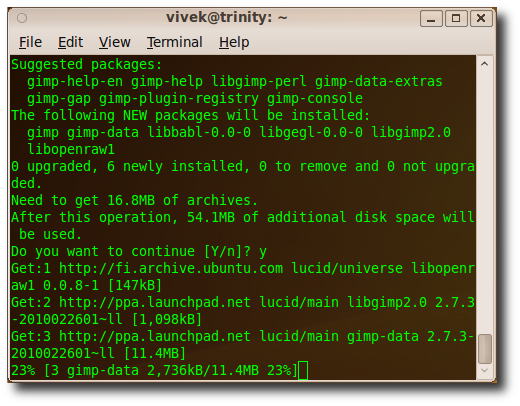 vivek@trinity: ~
File Edit View Terminal Help
Suggested packages:
  gimp-help-en gimp-help libgimp-perl gimp-data-extras
  gimp-gap gimp-plugin-registry gimp-console
The following NEW packages will be installed:
  gimp gimp-data libbabl-0.0-0 libgegl-0.0-0 libgimp2.0
  libopenraw1
0 upgraded, 6 newly installed, 0 to remove and 0 not upgra
ded.
Need to get 16.8MB of archives.
After this operation, 54.1MB of additional disk space will
 be used.
Do you want to continue [Y/n]? y
Get:1 http://fi.archive.ubuntu.com lucid/universe libopenr
aw1 0.0.8-1 [147kB]
Get:2 http://ppa.launchpad.net lucid/main libgimp2.0 2.7.3
-2010022601~ll [1,098kB]
Get:3 http://ppa.launchpad.net lucid/main gimp-data 2.7.3-
2010022601~ll [11.4MB]
23% [3 gimp-data 2,736kB/11.4MB 23%]